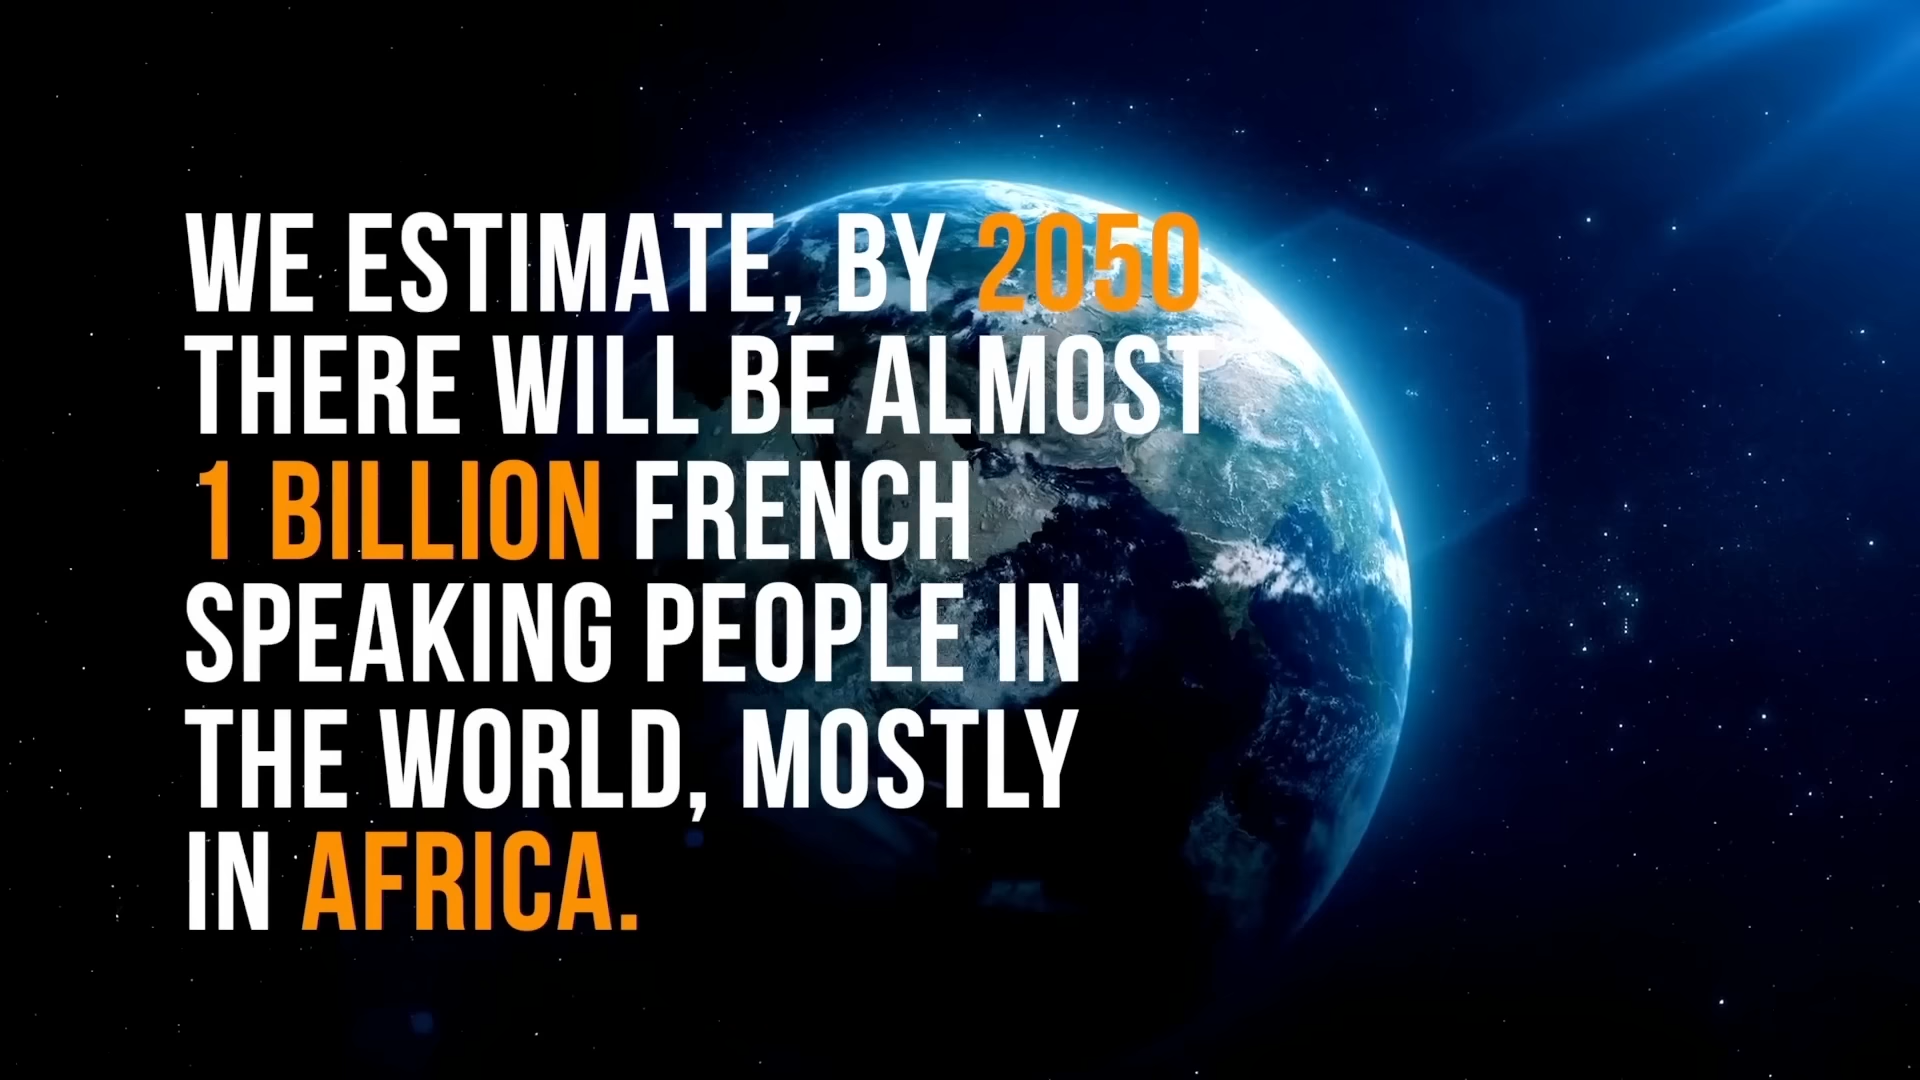 WE ESTIMATE, BY 2050
THERE WILL BE ALMOST
1 BILLION FRENCH
SPEAKING PEOPLE IN
THE WORLD, MOSTLY
IN AFRICA.